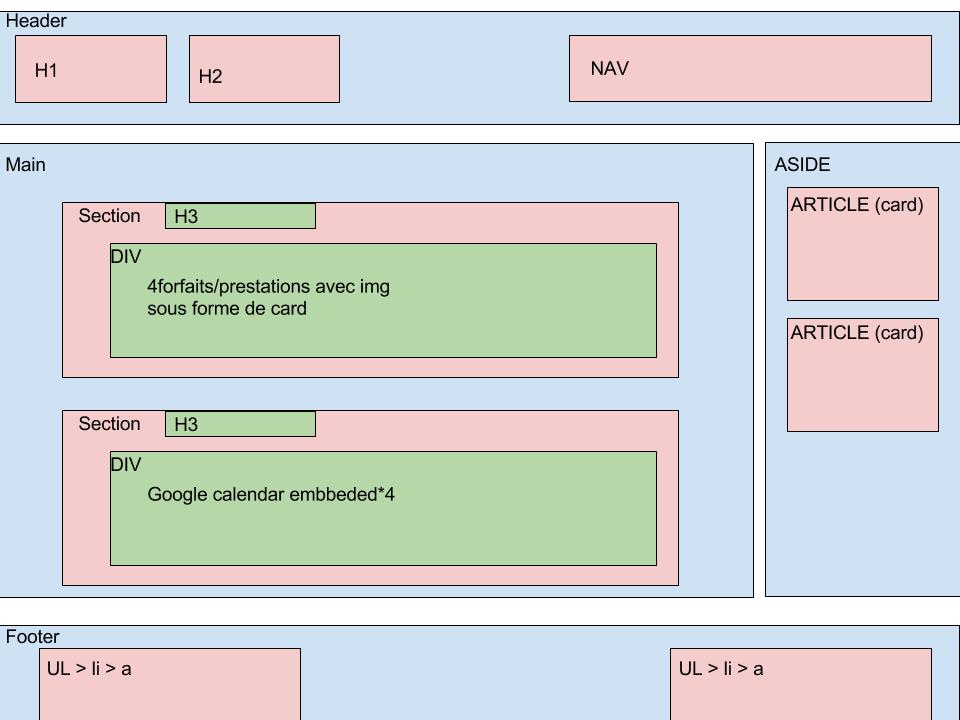 Header
H1
H2
NAV
Main
ASIDE
Section
H3
ARTICLE (card)
DIV
4forfaits/prestations avec img
sous forme de card
ARTICLE (card)
Section
H3
DIV
Google calendar embbeded*4
Footer
UL > li > a
UL > li > a